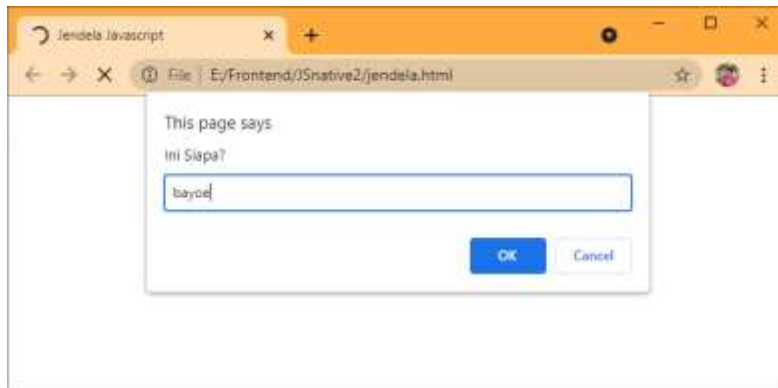 Jendela Javascript
File | E:/Frontend/JSnative2/jendela.html
This page says
Ini Siapa?
bayoe
OK Cancel